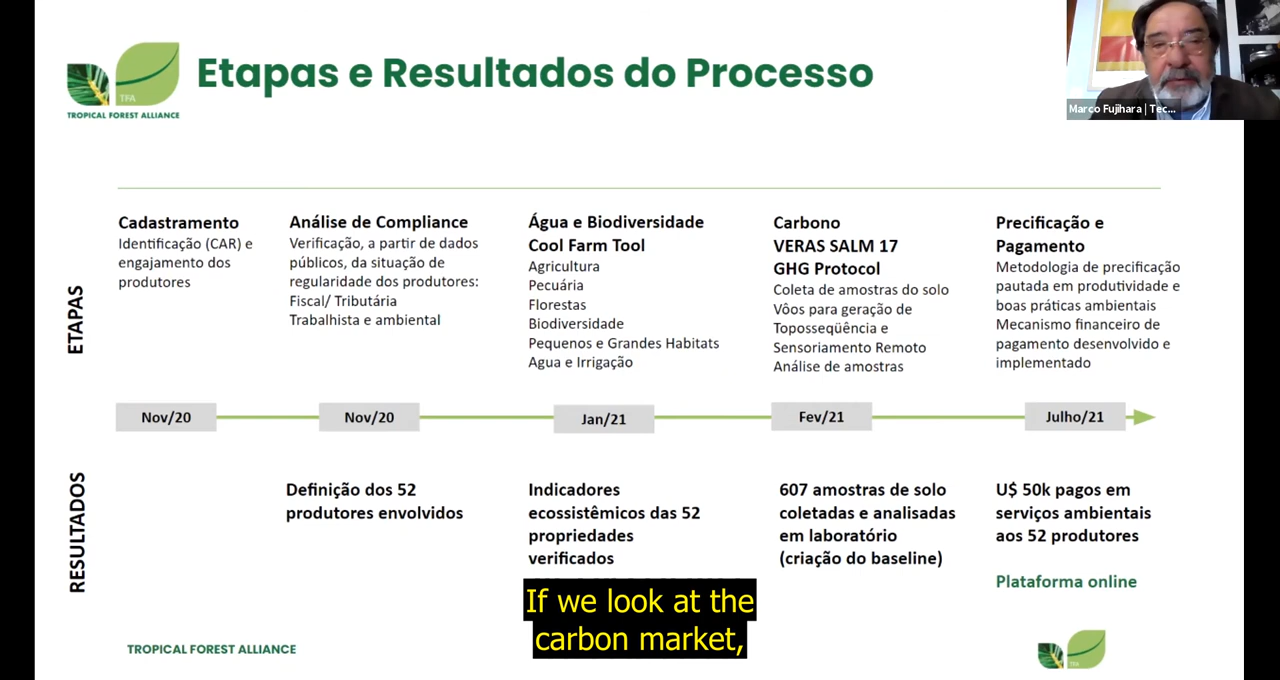 Etapas e Resultados do Processo
TFA
TROPICAL FOREST ALLIANCE
Marco Fujihara | Tec...
ETAPAS
Cadastramento
Identificação (CAR) e
engajamento dos
produtores
Análise de Compliance
Verificação, a partir de dados
públicos, da situação de
regularidade dos produtores:
Fiscal/ Tributária
Trabalhista e ambiental
Água e Biodiversidade
Cool Farm Tool
Agricultura
Pecuária
Florestas
Biodiversidade
Pequenos e Grandes Habitats
Agua e Irrigação
Carbono
VERAS SALM 17
GHG Protocol
Coleta de amostras do solo
Vôos para geração de
Toposseqüência e
Sensoriamento Remoto
Análise de amostras
Precificação e
Pagamento
Metodologia de precificação
pautada em produtividade e
boas práticas ambientais
Mecanismo financeiro de
pagamento desenvolvido e
implementado
Nov/20
Nov/20
Jan/21
Fev/21
Julho/21
RESULTADOS
Definição dos 52
produtores envolvidos
Indicadores
ecossistêmicos das 52
propriedades
verificados
607 amostras de solo
coletadas e analisadas
em laboratório
(criação do baseline)
U$ 50k pagos em
serviços ambientais
aos 52 produtores
Plataforma online
If we look at the
carbon market,
TROPICAL FOREST ALLIANCE
TFA